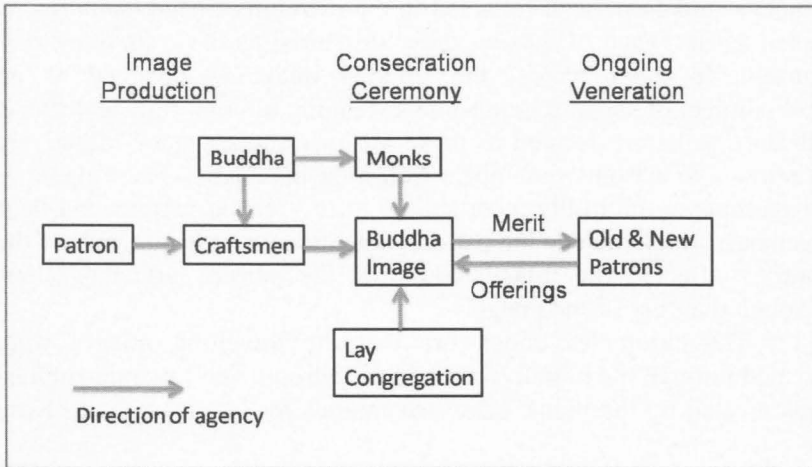 Image
Production
Consecration
Ceremony
Ongoing
Veneration
Buddha
Monks
Patron
Craftsmen
Buddha
Image
Merit
Offerings
Old & New
Patrons
Lay
Congregation
Direction of agency